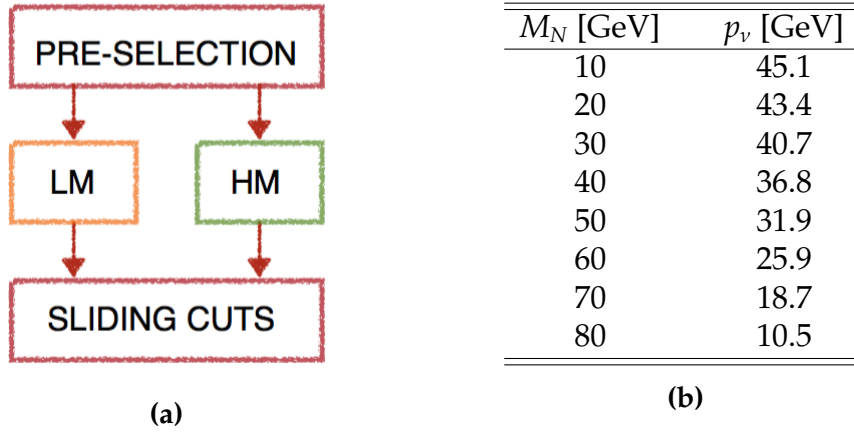 PRE-SELECTION
LM
HM
SLIDING CUTS
(a)
M_N [GeV] p_ν [GeV]
10 45.1
20 43.4
30 40.7
40 36.8
50 31.9
60 25.9
70 18.7
80 10.5
(b)